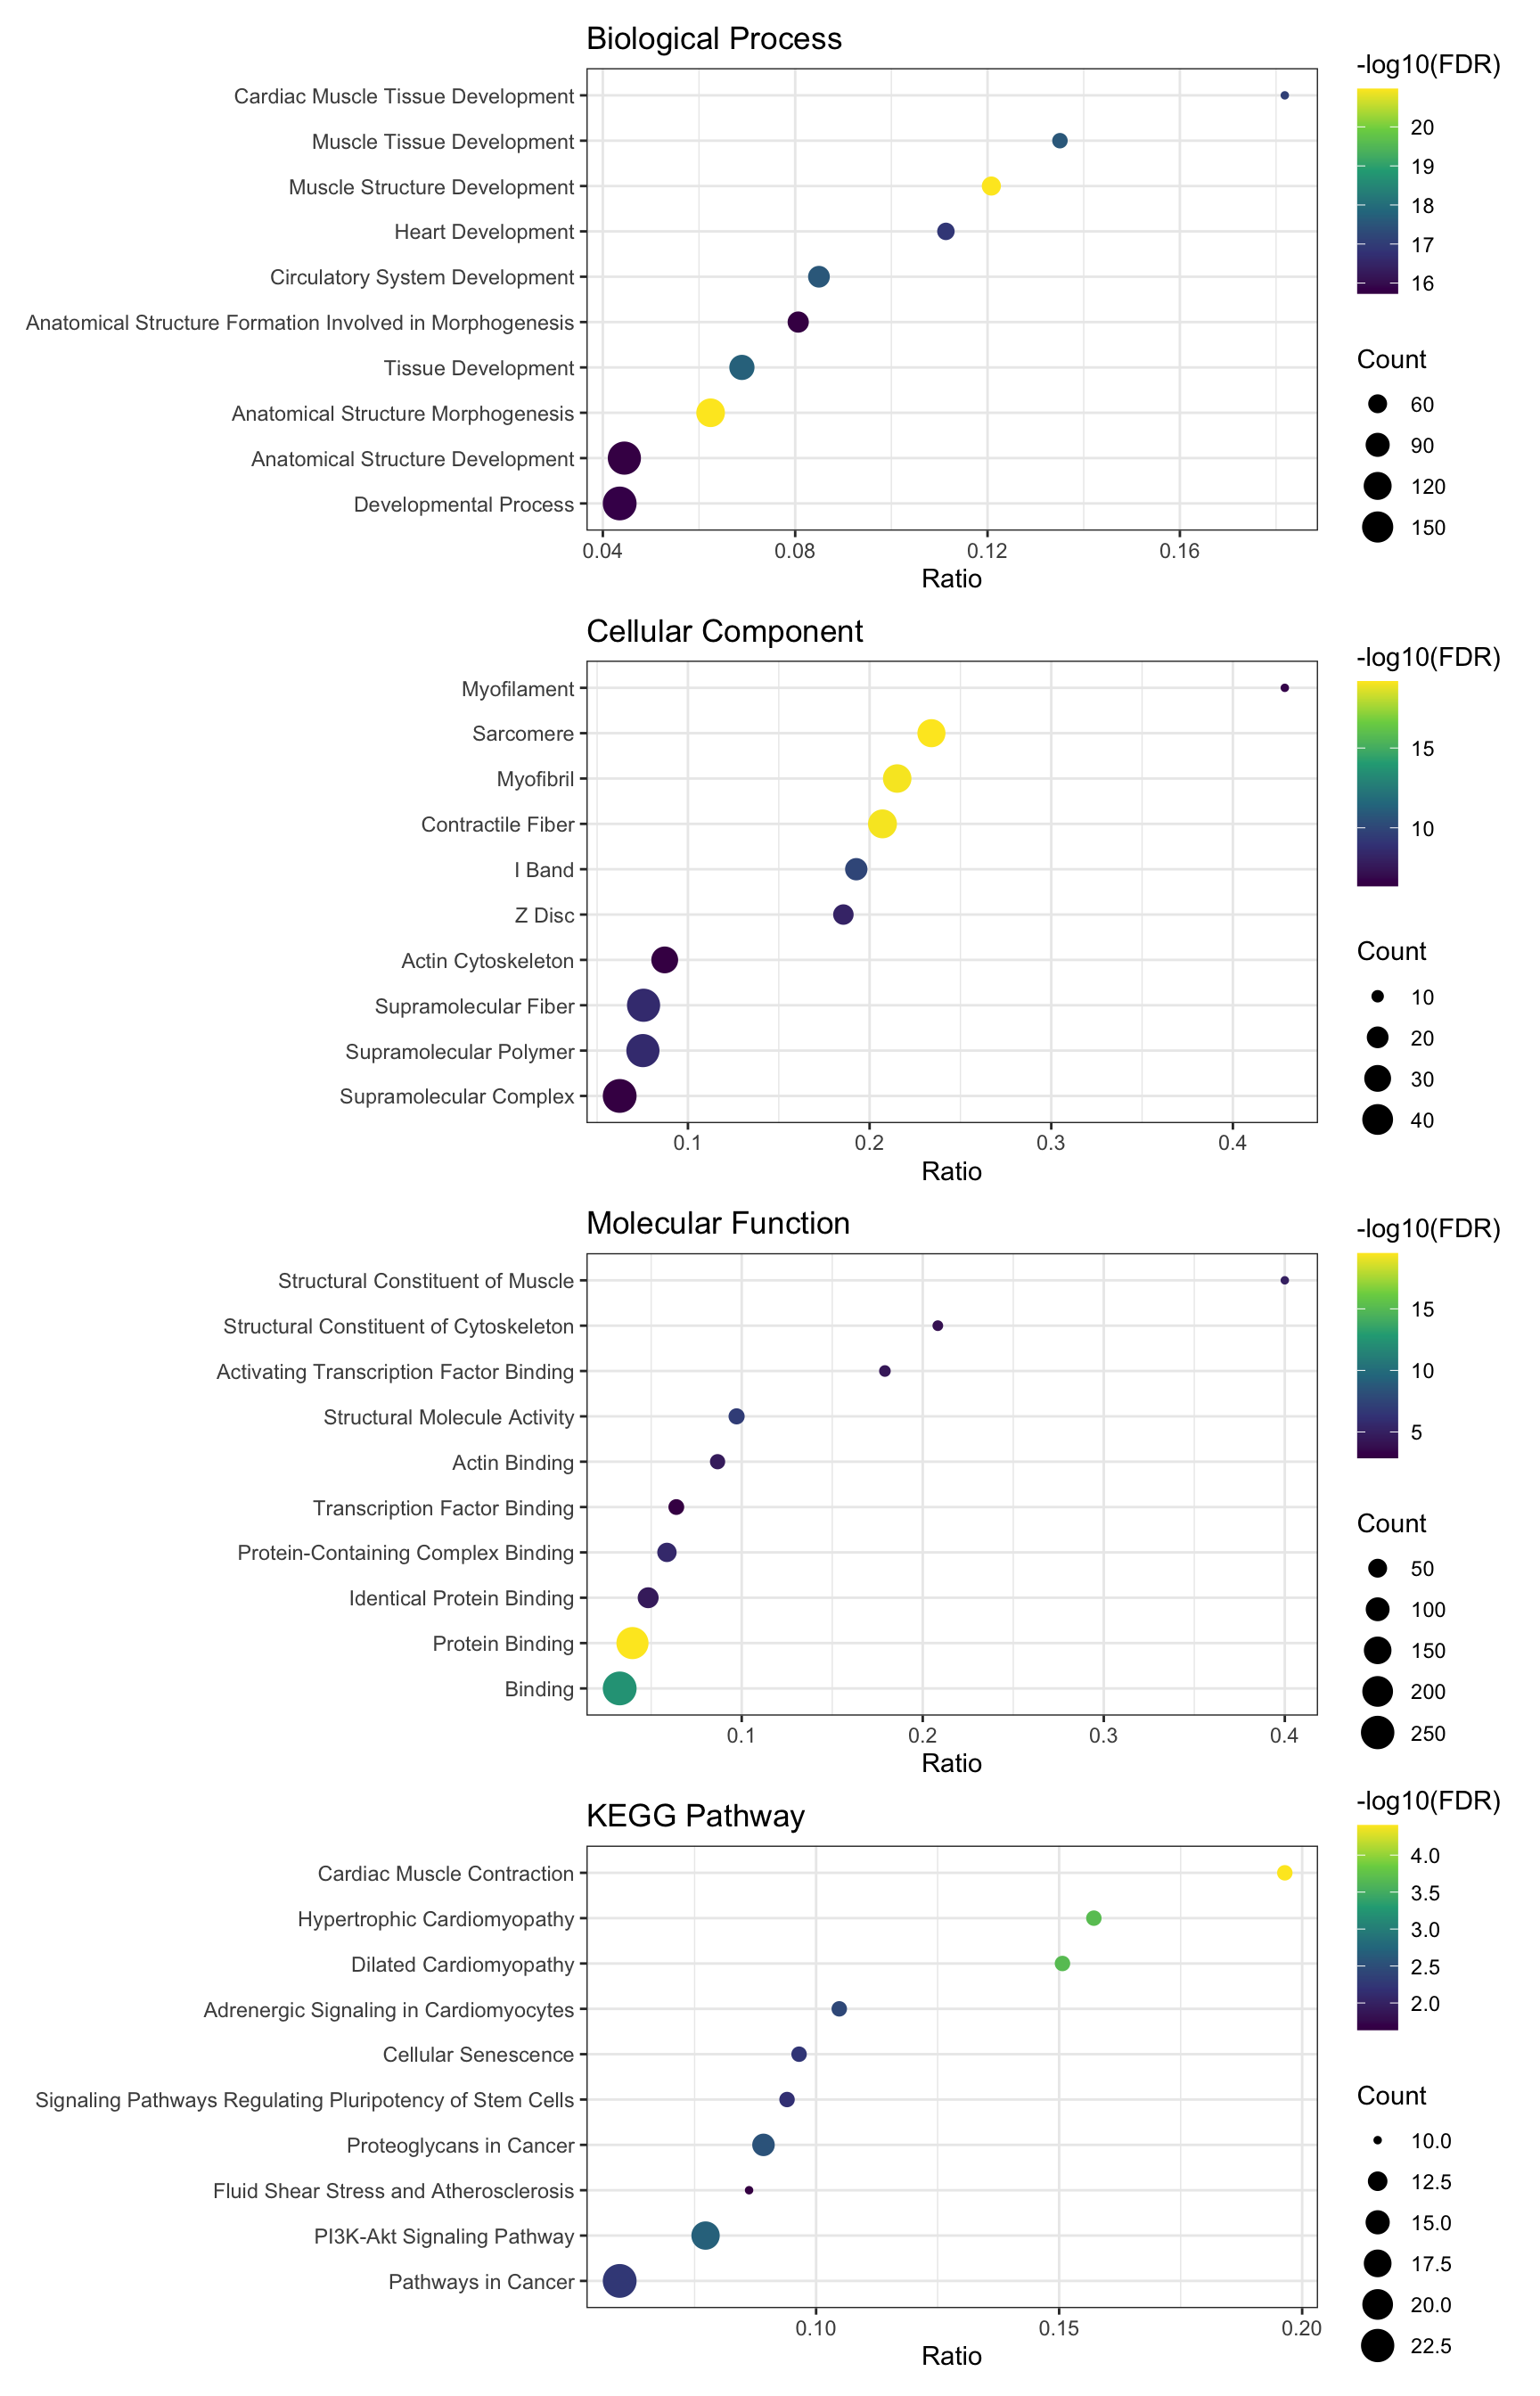 Biological Process
Cardiac Muscle Tissue Development
Muscle Tissue Development
Muscle Structure Development
Heart Development
Circulatory System Development
Anatomical Structure Formation Involved in Morphogenesis
Tissue Development
Anatomical Structure Morphogenesis
Anatomical Structure Development
Developmental Process
0.04 0.08 0.12 0.16
Ratio
-log10(FDR)
20
19
18
17
16
Count
60
90
120
150
Cellular Component
Myofilament
Sarcomere
Myofibril
Contractile Fiber
I Band
Z Disc
Actin Cytoskeleton
Supramolecular Fiber
Supramolecular Polymer
Supramolecular Complex
0.1 0.2 0.3 0.4
Ratio
-log10(FDR)
15
10
Count
10
20
30
40
Molecular Function
Structural Constituent of Muscle
Structural Constituent of Cytoskeleton
Activating Transcription Factor Binding
Structural Molecule Activity
Actin Binding
Transcription Factor Binding
Protein-Containing Complex Binding
Identical Protein Binding
Protein Binding
Binding
0.1 0.2 0.3 0.4
Ratio
-log10(FDR)
15
10
5
Count
50
100
150
200
250
KEGG Pathway
Cardiac Muscle Contraction
Hypertrophic Cardiomyopathy
Dilated Cardiomyopathy
Adrenergic Signaling in Cardiomyocytes
Cellular Senescence
Signaling Pathways Regulating Pluripotency of Stem Cells
Proteoglycans in Cancer
Fluid Shear Stress and Atherosclerosis
PI3K-Akt Signaling Pathway
Pathways in Cancer
0.10 0.15 0.20
Ratio
-log10(FDR)
4.0
3.5
3.0
2.5
2.0
Count
10.0
12.5
15.0
17.5
20.0
22.5